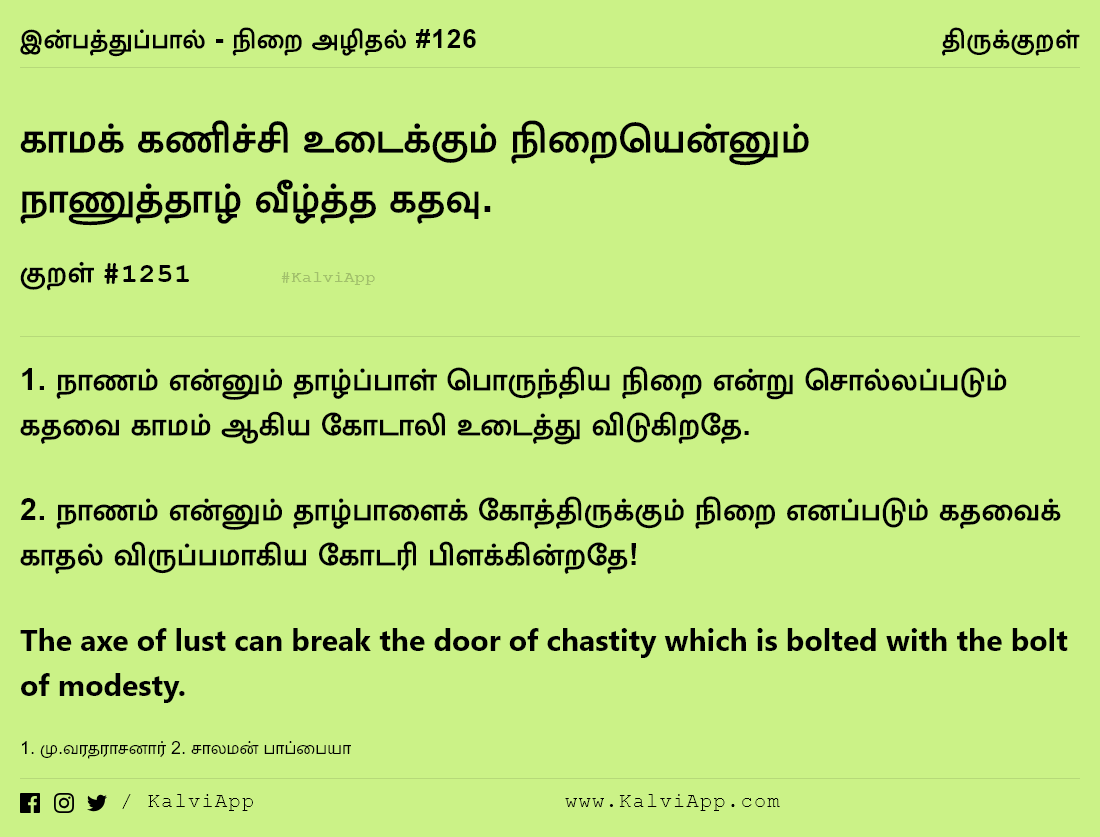 இன்பத்துப்பால் - நிறை அழிதல் #126
திருக்குறள்
காமக் கணிச்சி உடைக்கும் நிறையென்னும்
நாணுத்தாழ் வீழ்த்த கதவு.
குறள் #1251
#KalviApp
1. நாணம் என்னும் தாழ்ப்பாள் பொருந்திய நிறை என்று சொல்லப்படும்
கதவை காமம் ஆகிய கோடாலி உடைத்து விடுகிறதே.
2. நாணம் என்னும் தாழ்பாளைக் கோத்திருக்கும் நிறை எனப்படும் கதவைக்
காதல் விருப்பமாகிய கோடரி பிளக்கின்றதே!
The axe of lust can break the door of chastity which is bolted with the bolt
of modesty.
1. மு.வரதராசனார் 2. சாலமன் பாப்பையா
/ KalviApp
www.KalviApp.com